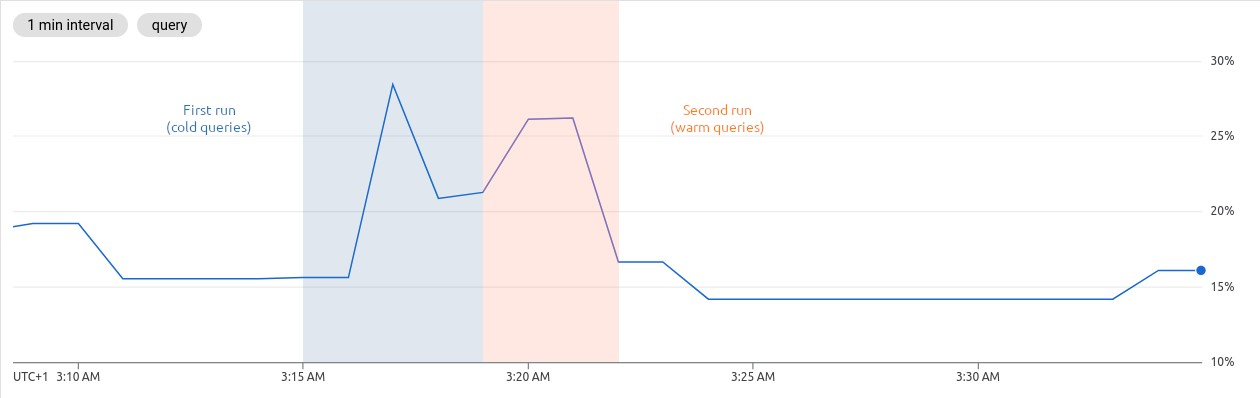 1 min interval query
30%
First run
(cold queries)
Second run
(warm queries)
25%
20%
15%
10%
UTC+1 3:10 AM 3:15 AM 3:20 AM 3:25 AM 3:30 AM